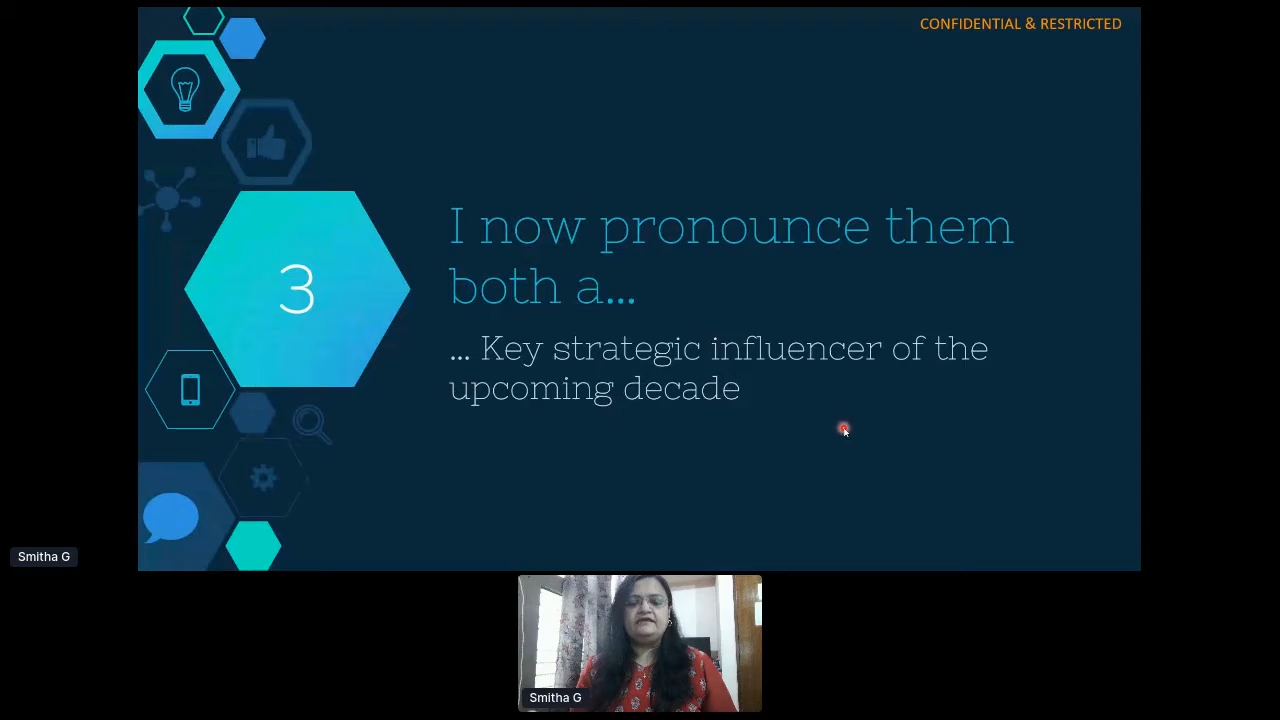 CONFIDENTIAL & RESTRICTED
3
I now pronounce them
both a...
... Key strategic influencer of the
upcoming decade
Smitha G
Smitha G